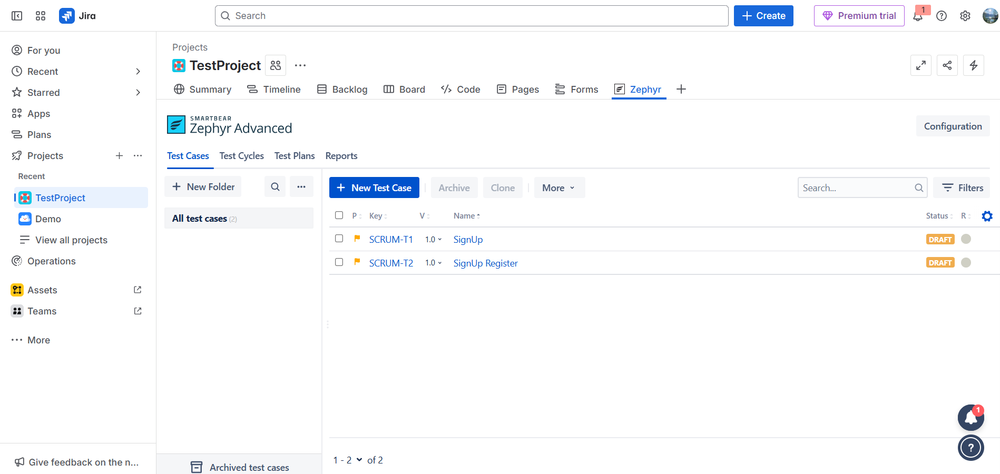 Jira
Search
Create
Premium trial
1
For you
Recent
Starred
Apps
Plans
Projects
Recent
TestProject
Demo
View all projects
Operations
Assets
Teams
More
Give feedback on the n...
Projects
TestProject
Summary
Timeline
Backlog
Board
Code
Pages
Forms
Zephyr
SMARTBEAR
Zephyr Advanced
Configuration
Test Cases
Test Cycles
Test Plans
Reports
New Folder
All test cases (2)
Archived test cases
New Test Case
Archive
Clone
More
Search...
Filters
P Key V Name Status R
SCRUM-T1 1.0 SignUp DRAFT
SCRUM-T2 1.0 SignUp Register DRAFT
1
?
1 - 2 of 2